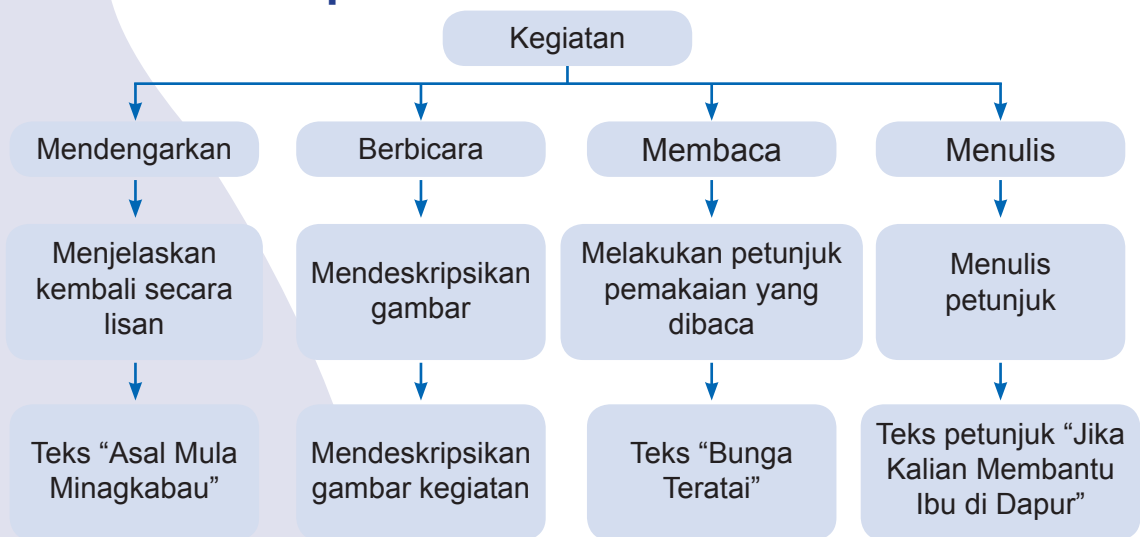 Kegiatan
Mendengarkan
Berbicara
Membaca
Menulis
Menjelaskan
kembali secara
lisan
Mendeskripsikan
gambar
Melakukan petunjuk
pemakaian yang
dibaca
Menulis
petunjuk
Teks “Asal Mula
Minagkabau”
Mendeskripsikan
gambar kegiatan
Teks “Bunga
Teratai”
Teks petunjuk “Jika
Kalian Membantu
Ibu di Dapur”